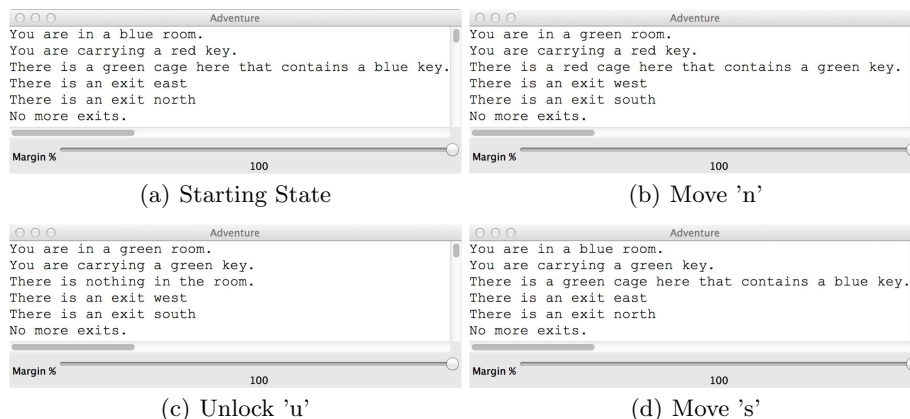 Adventure
You are in a blue room.
You are carrying a red key.
There is a green cage here that contains a blue key.
There is an exit east
There is an exit north
No more exits.
Margin %
100
(a) Starting State
Adventure
You are in a green room.
You are carrying a red key.
There is a red cage here that contains a green key.
There is an exit west
There is an exit south
No more exits.
Margin %
100
(b) Move 'n'
Adventure
You are in a green room.
You are carrying a green key.
There is nothing in the room.
There is an exit west
There is an exit south
No more exits.
Margin %
100
(c) Unlock 'u'
Adventure
You are in a blue room.
You are carrying a green key.
There is a green cage here that contains a blue key.
There is an exit east
There is an exit north
No more exits.
Margin %
100
(d) Move 's'